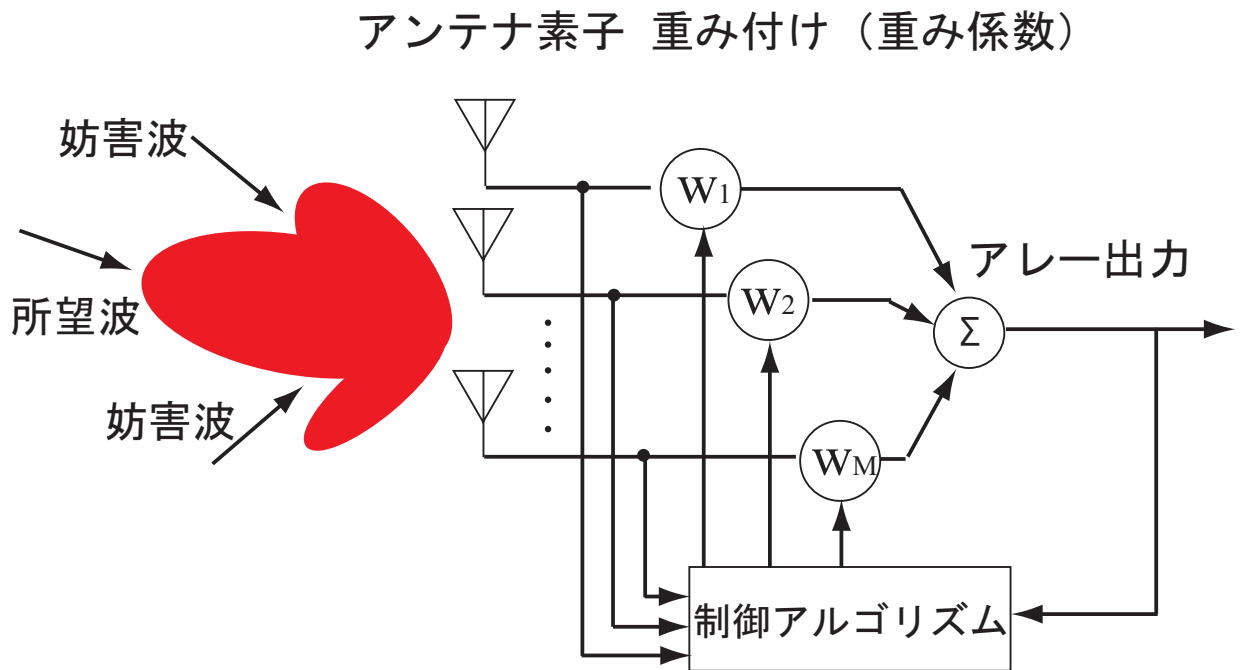 アンテナ素子 重み付け（重み係数）
妨害波
所望波
妨害波
W1
W2
WM
アレー出力
Σ
制御アルゴリズム